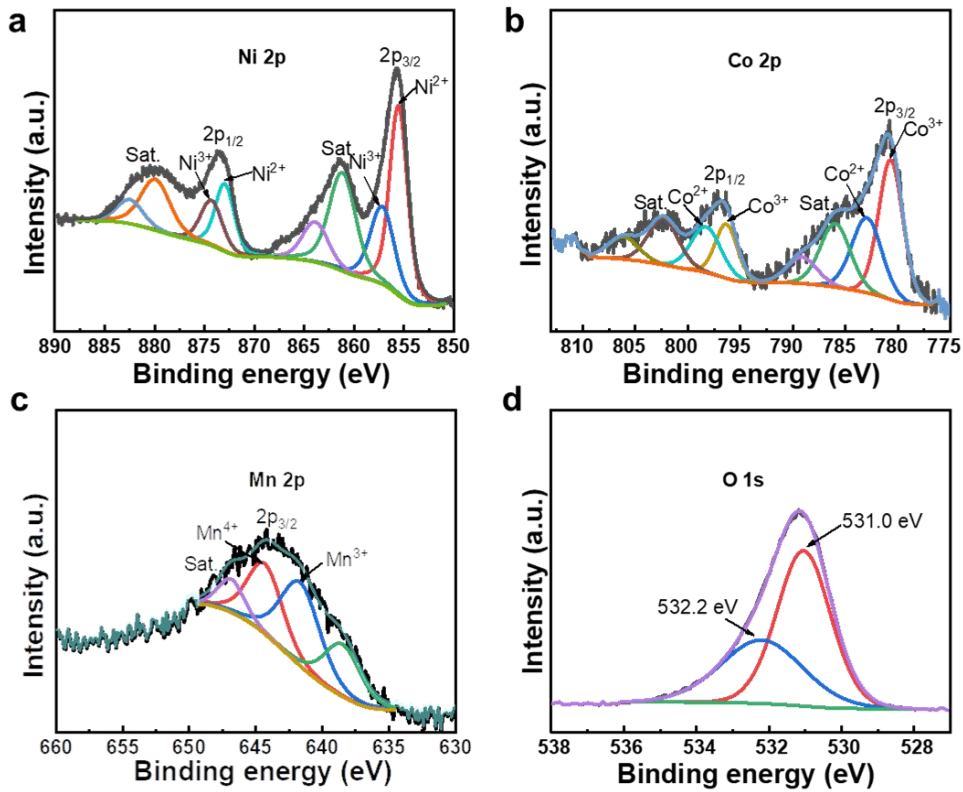 a
Ni 2p
2p3/2
Ni2+
2p1/2
Sat.
Ni3+
Ni2+
Sat.
Ni3+
Intensity (a.u.)
890 885 880 875 870 865 860 855 850
Binding energy (eV)
b
Co 2p
2p3/2
Co3+
Co2+
2p1/2
Sat.
Co2+
Co3+
Sat.
Intensity (a.u.)
810 805 800 795 790 785 780 775
Binding energy (eV)
c
Mn 2p
Mn4+
2p3/2
Mn3+
Sat.
Intensity (a.u.)
660 655 650 645 640 635 630
Binding energy (eV)
d
O 1s
531.0 eV
532.2 eV
Intensity (a.u.)
538 536 534 532 530 528
Binding energy (eV)